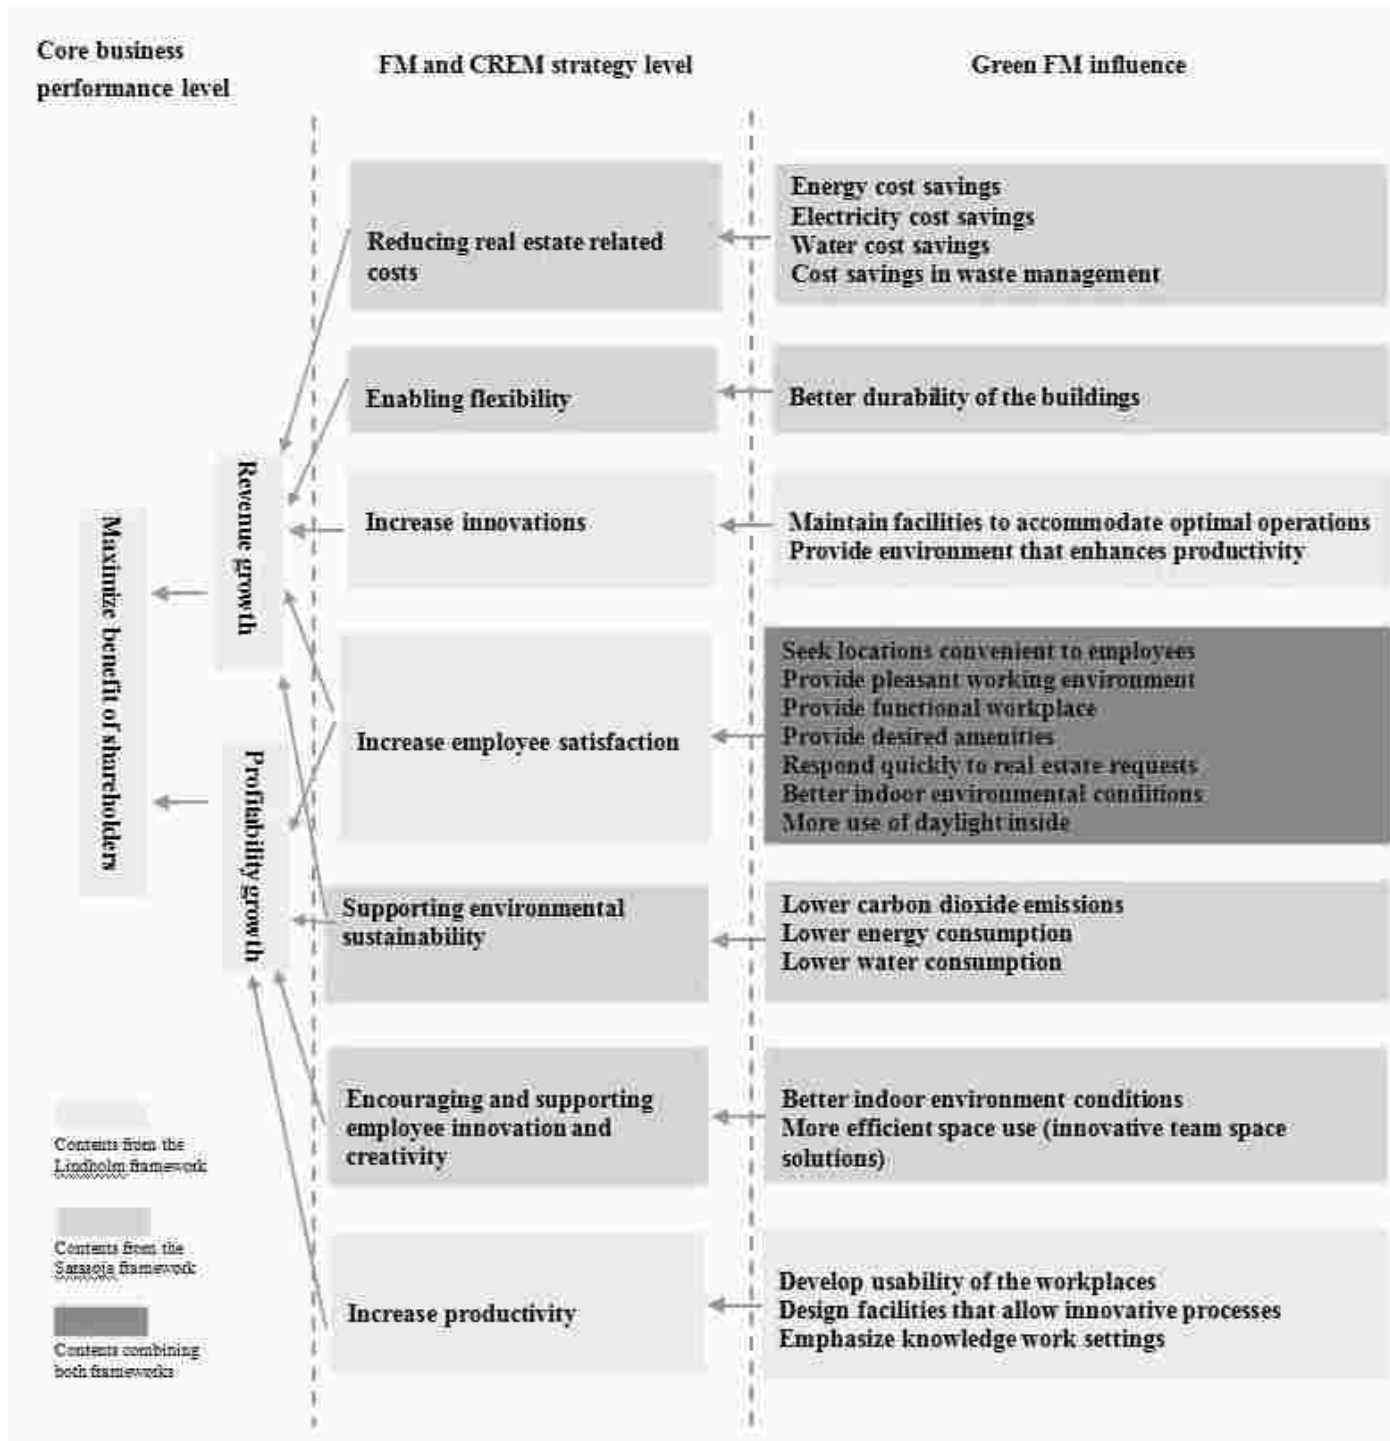 Core business
performance level
FM and CREM strategy level
Green FM influence
Reducing real estate related
costs
Energy cost savings
Electricity cost savings
Water cost savings
Cost savings in waste management
Enabling flexibility
Better durability of the buildings
Increase innovations
Maintain facilities to accommodate optimal operations
Provide environment that enhances productivity
Increase employee satisfaction
Seek locations convenient to employees
Provide pleasant working environment
Provide functional workplace
Provide desired amenities
Respond quickly to real estate requests
Better indoor environmental conditions
More use of daylight inside
Supporting environmental
sustainability
Lower carbon dioxide emissions
Lower energy consumption
Lower water consumption
Encouraging and supporting
employee innovation and
creativity
Better indoor environment conditions
More efficient space use (innovative team space
solutions)
Increase productivity
Develop usability of the workplaces
Design facilities that allow innovative processes
Emphasize knowledge work settings
Revenue growth
Profitability growth
Maximize benefit of shareholders
Contents from the
Lindholm framework
Contents from the
Sarasoja framework
Contents combining
both frameworks